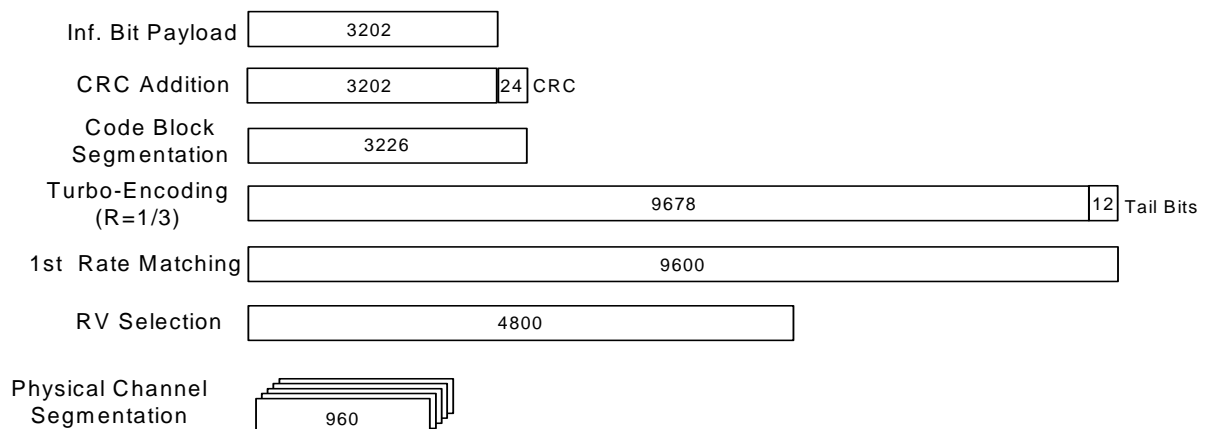 Inf. Bit Payload 3202
CRC Addition 3202 24 CRC
Code Block
Segmentation 3226
Turbo-Encoding
(R=1/3) 9678 12 Tail Bits
1st Rate Matching 9600
RV Selection 4800
Physical Channel
Segmentation 960